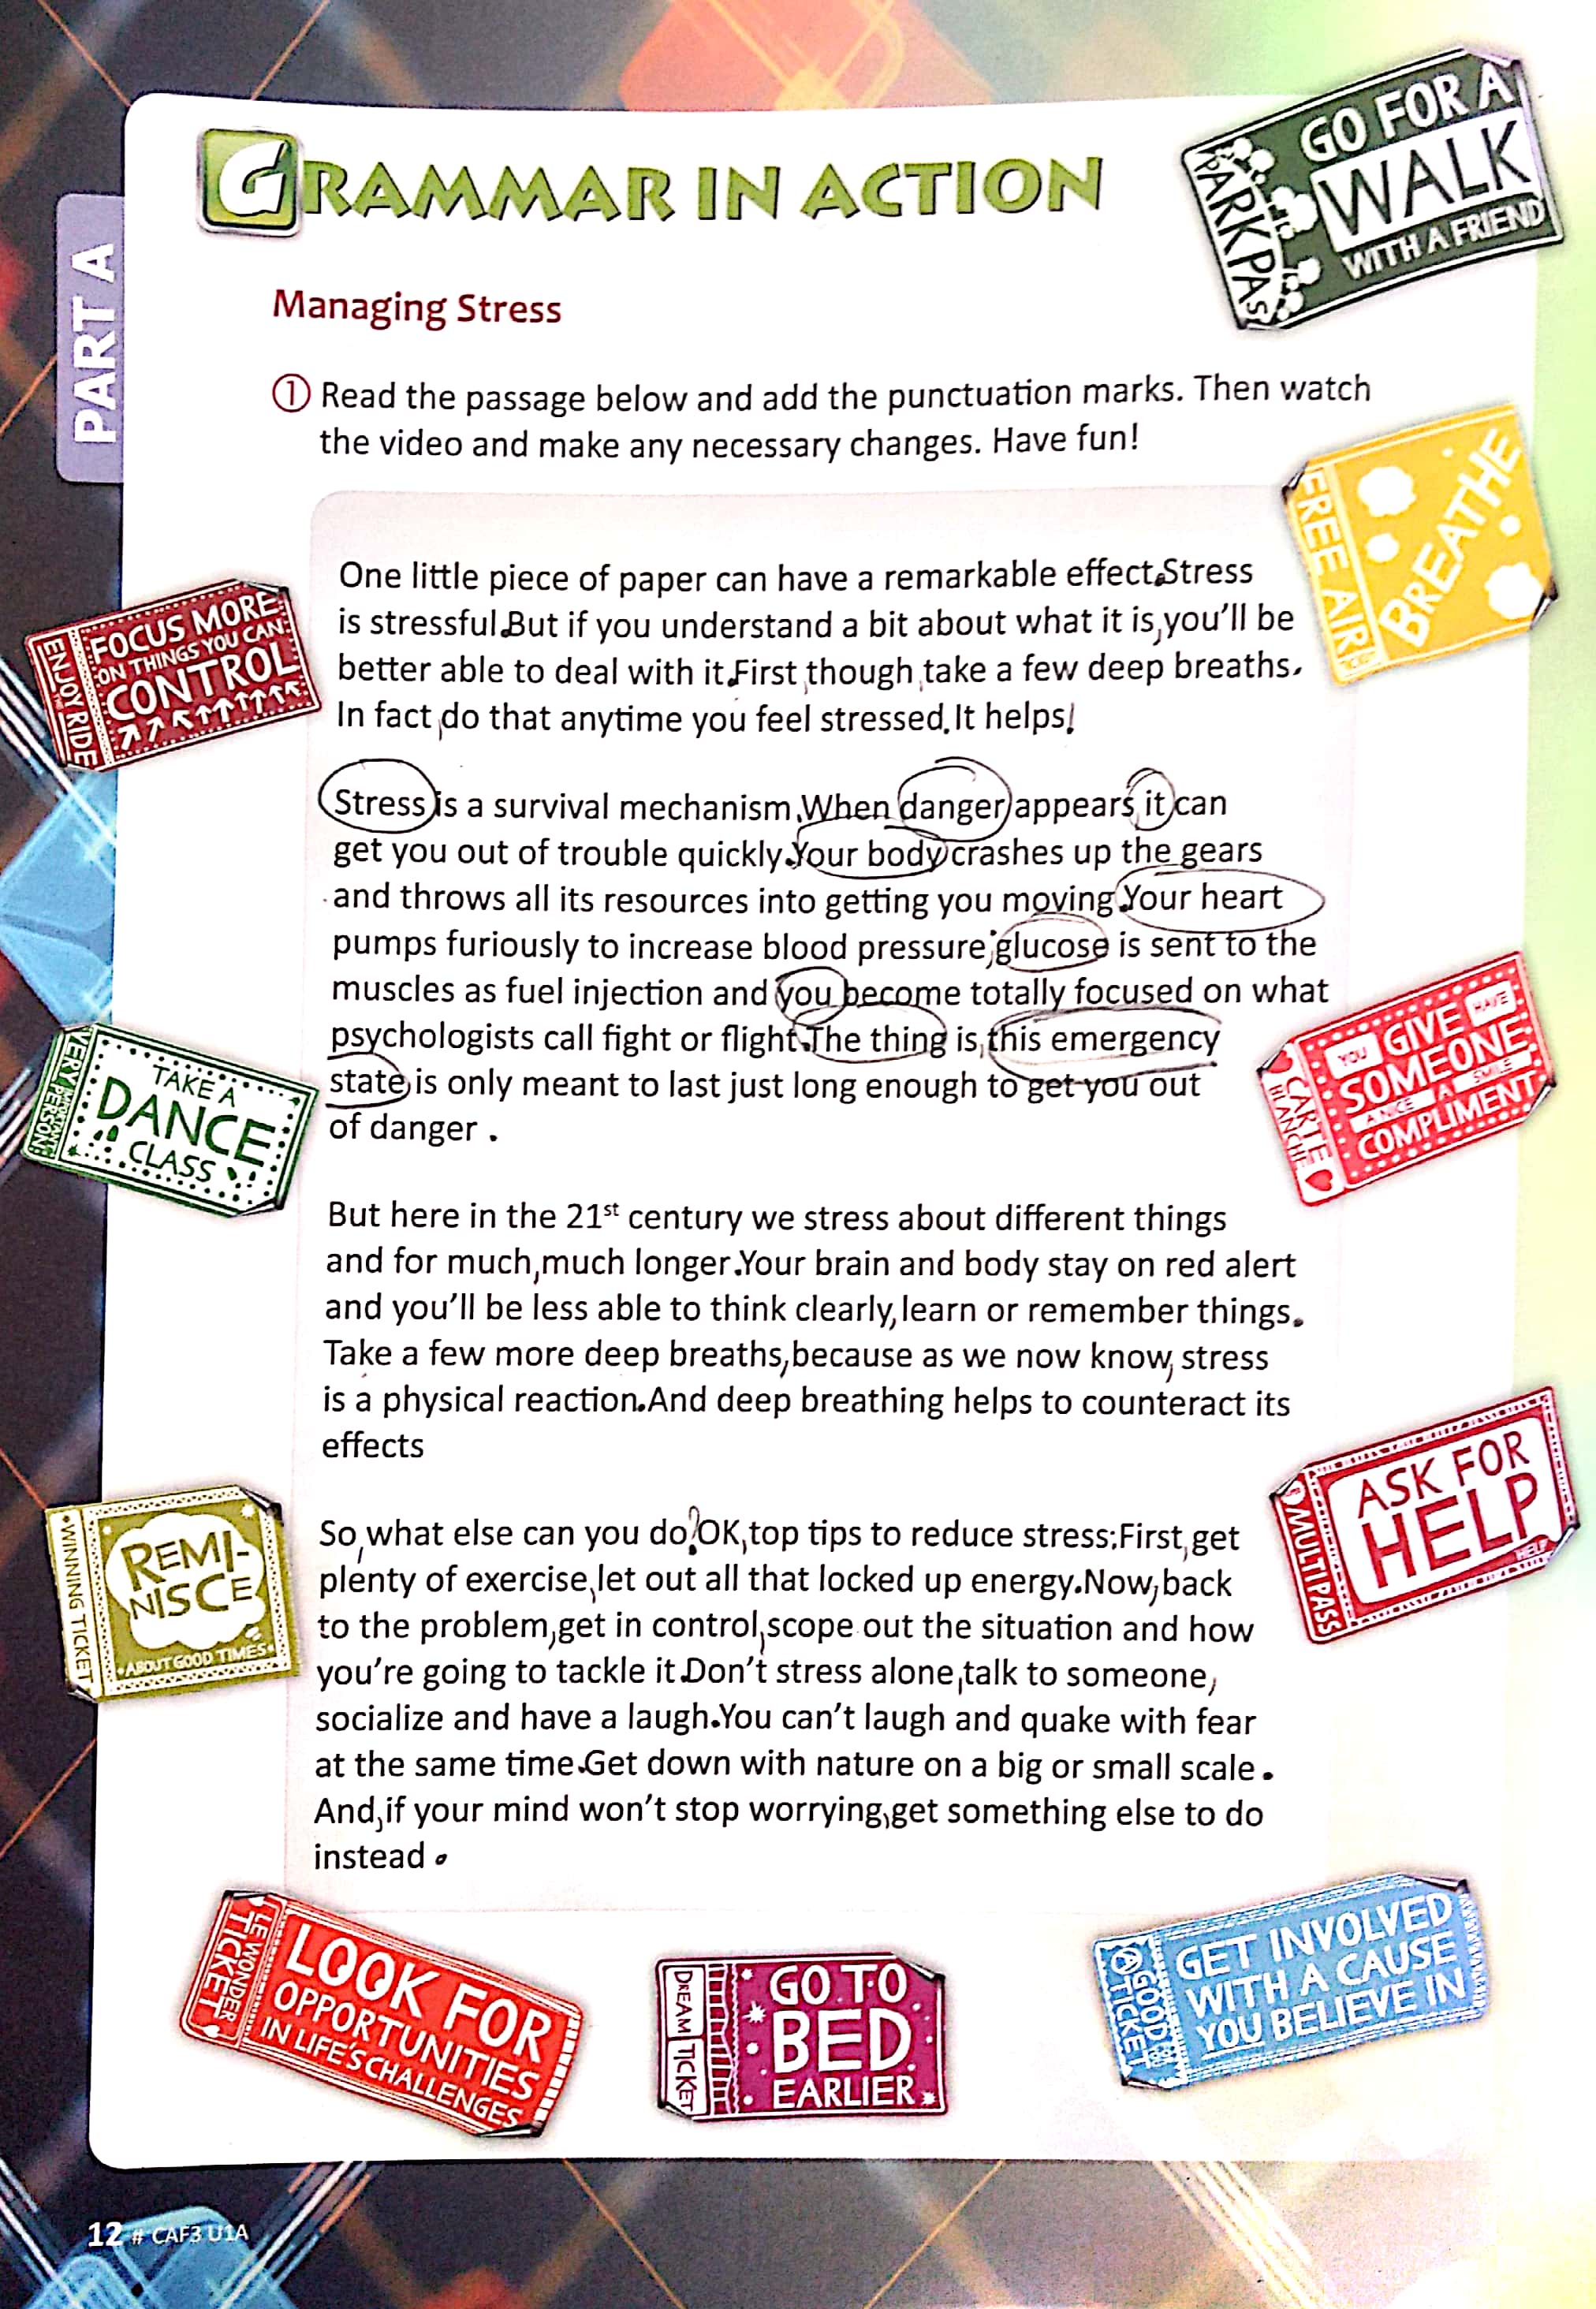 GRAMMAR IN ACTION
GO FOR A
WALK
WITH A FRIEND
PARK PASS
PART A
Managing Stress
① Read the passage below and add the punctuation marks. Then watch
the video and make any necessary changes. Have fun!
FREE AIR
BREATHE
One little piece of paper can have a remarkable effect.Stress
is stressful.But if you understand a bit about what it is,you'll be
better able to deal with it.First,though,take a few deep breaths.
In fact,do that anytime you feel stressed.It helps!
ENJOY THE RIDE
FOCUS MORE
ON THINGS YOU CAN
CONTROL
Stress is a survival mechanism.When danger appears,it can
get you out of trouble quickly.Your body crashes up the gears
and throws all its resources into getting you moving.Your heart
pumps furiously to increase blood pressure;glucose is sent to the
muscles as fuel injection and you become totally focused on what
psychologists call fight or flight.The thing is,this emergency
state is only meant to last just long enough to get you out
of danger.
CARTE BLANCHE
YOU HAVE
GIVE
SOMEONE
A NICE A SMILE
COMPLIMENT
VERY IMPORTANT PERSON
TAKE A
DANCE
CLASS
But here in the 21st century we stress about different things
and for much,much longer.Your brain and body stay on red alert
and you'll be less able to think clearly,learn or remember things.
Take a few more deep breaths,because as we now know,stress
is a physical reaction.And deep breathing helps to counteract its
effects
MULTI PASS
ASK FOR
HELP
HELP
WINNING TICKET
REMI-
NISCE
ABOUT GOOD TIMES
So,what else can you do?OK,top tips to reduce stress:First,get
plenty of exercise,let out all that locked up energy.Now,back
to the problem,get in control,scope out the situation and how
you're going to tackle it.Don't stress alone,talk to someone,
socialize and have a laugh.You can't laugh and quake with fear
at the same time.Get down with nature on a big or small scale.
And,if your mind won't stop worrying,get something else to do
instead.
LE WONDER
TICKET
LOOK FOR
OPPORTUNITIES
IN LIFE'S CHALLENGES
DREAM TICKET
GO TO
BED
EARLIER
A GOOD
TICKET
GET INVOLVED
WITH A CAUSE
YOU BELIEVE IN
12 # CAF3 U1A